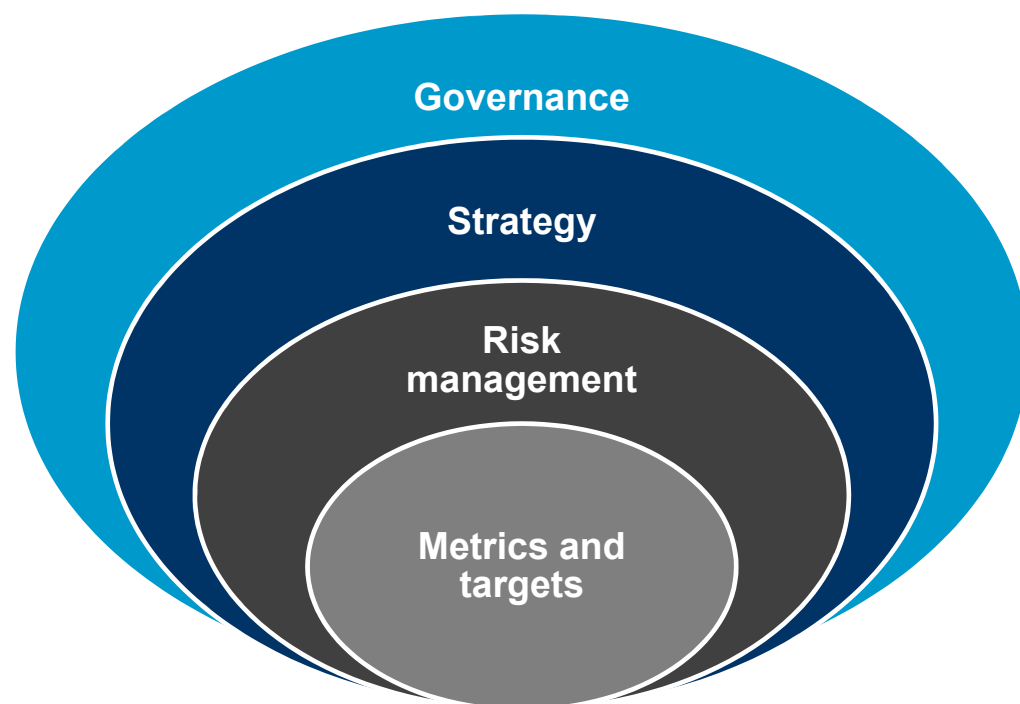 Governance
Strategy
Risk
management
Metrics and
targets